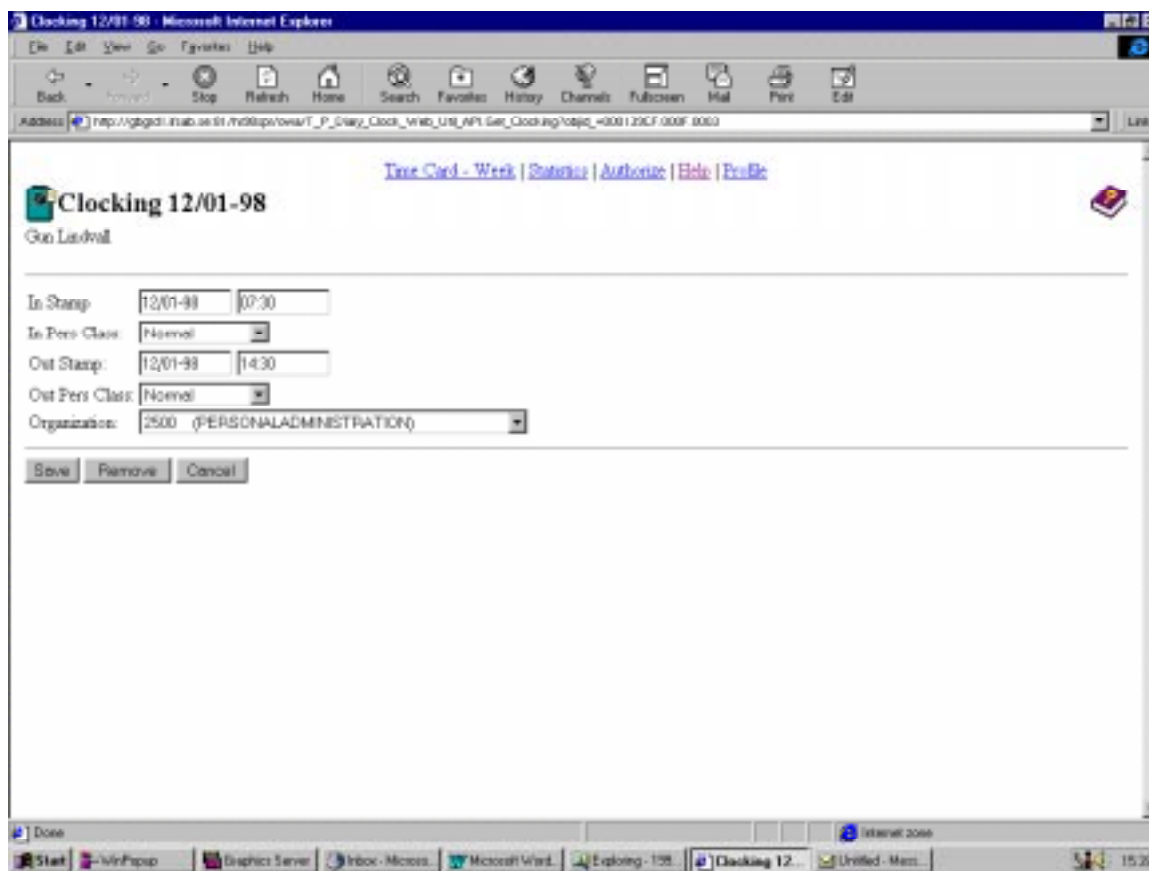 Clocking 12/01-98 - Microsoft Internet Explorer
File Edit View Go Favorites Help
Back Forward Stop Refresh Home Search Favorites History Channels Fullscreen Mail Print Edit
Address
Time Card - Week | Statistics | Authorize | Help | Profile
Clocking 12/01-98
Gun Lindvall
In Stamp 12/01-98 07:30
In Pers Class: Normal
Out Stamp: 12/01-98 14:30
Out Pers Class: Normal
Organization: 2500 (PERSONALADMINISTRATION)
Save Remove Cancel
Done Internet zone
Start WinPopup Graphics Server Inbox - Microso... Microsoft Word Exploring - 199... Clocking 12... Untitled - Mess...